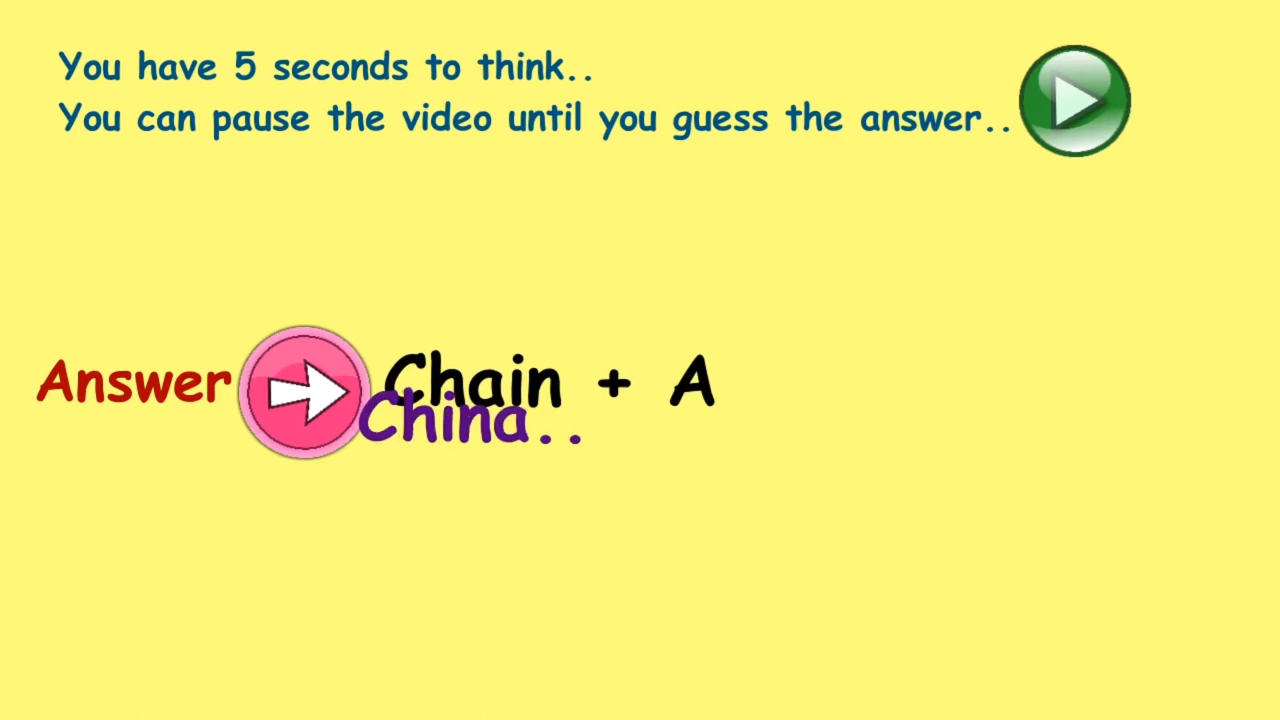 You have 5 seconds to think..
You can pause the video until you guess the answer..
Answer Chain + A
China..